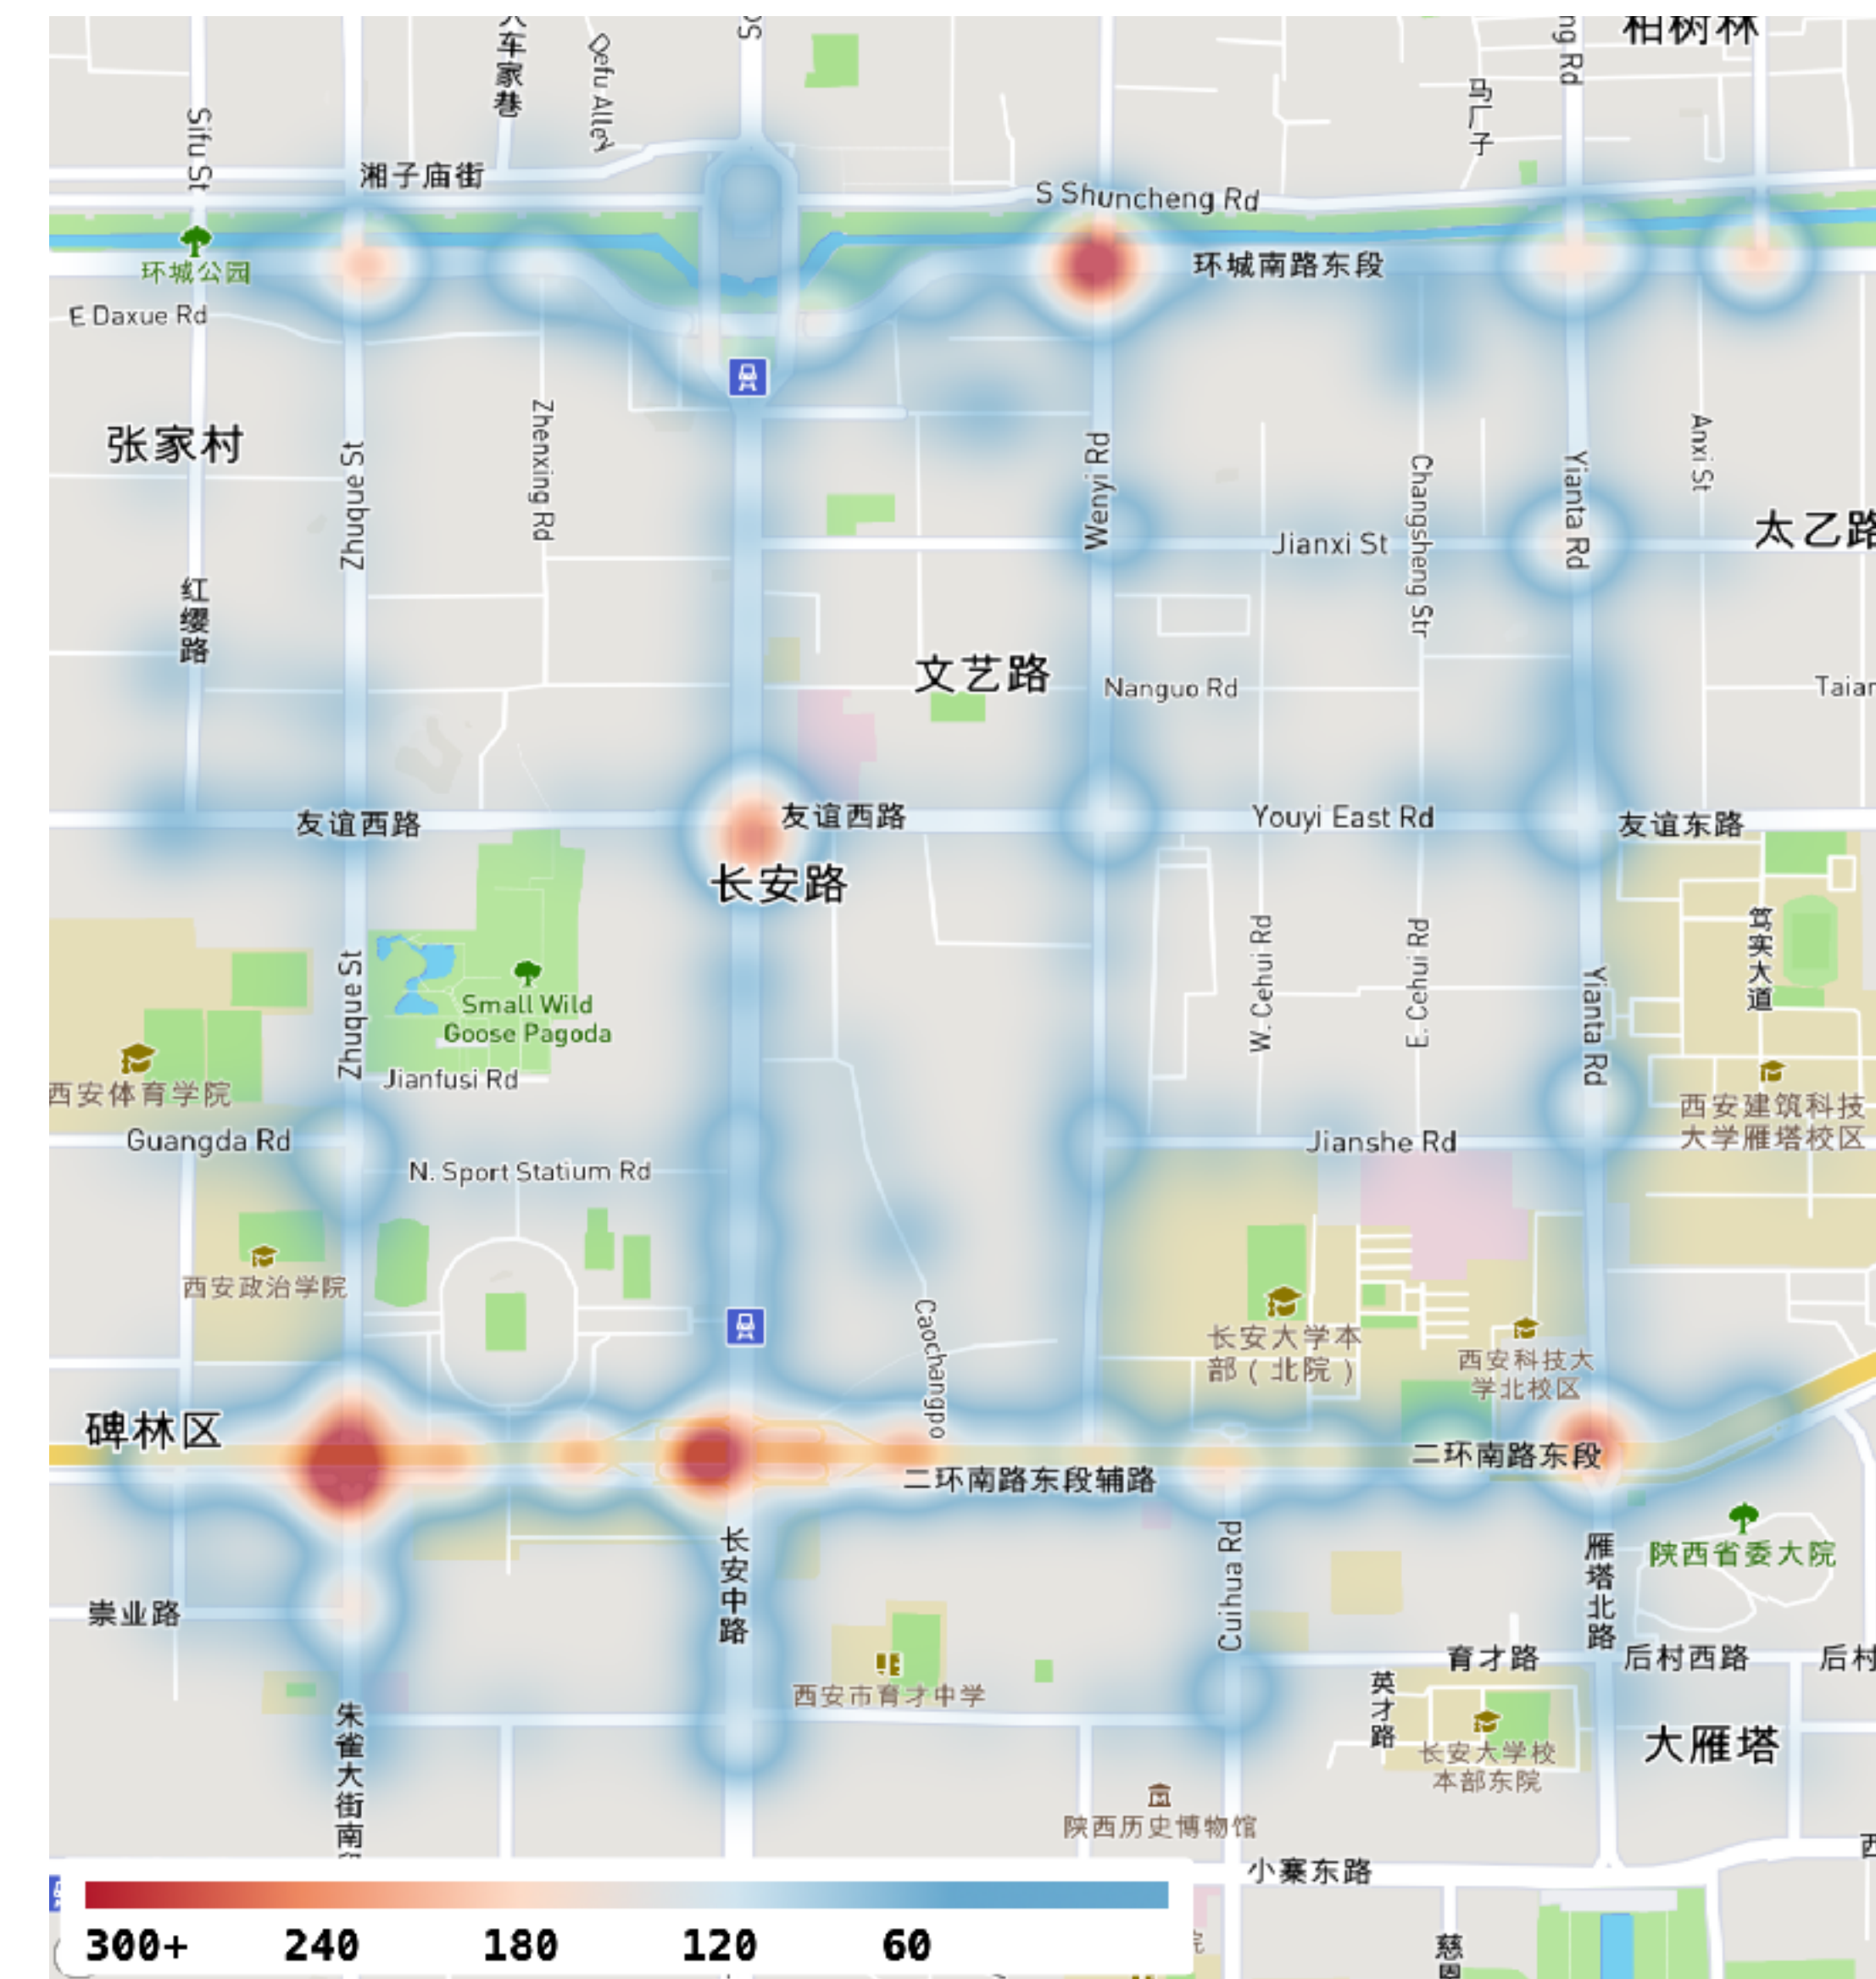 柏树林
人车家巷
Qefu Alley
ng Rd
马厂子
Sifu St
湘子庙街
S Shuncheng Rd
环城公园
环城南路东段
E Daxue Rd
张家村
Zhuque St
Zhenxing Rd
Wenyi Rd
Changsheng Str
Yianta Rd
Anxi St
Jianxi St
太乙路
红缨路
文艺路
Nanguo Rd
Taian
友谊西路
友谊西路
Youyi East Rd
友谊东路
长安路
Zhuque St
Small Wild
Goose Pagoda
W. Cehui Rd
E. Cehui Rd
Yianta Rd
笃实大道
西安体育学院
Jianfusi Rd
西安建筑科技
大学雁塔校区
Guangda Rd
N. Sport Statium Rd
Jianshe Rd
西安政治学院
Caochangpo
长安大学本
部（北院）
西安科技大
学北校区
碑林区
二环南路东段辅路
二环南路东段
长安中路
Cuihua Rd
雁塔北路
陕西省委大院
崇业路
育才路
后村西路
后村
西安市育才中学
英才路
朱雀大街南
长安大学校
本部东院
大雁塔
陕西历史博物馆
小寨东路
西
慈恩
300+ 240 180 120 60